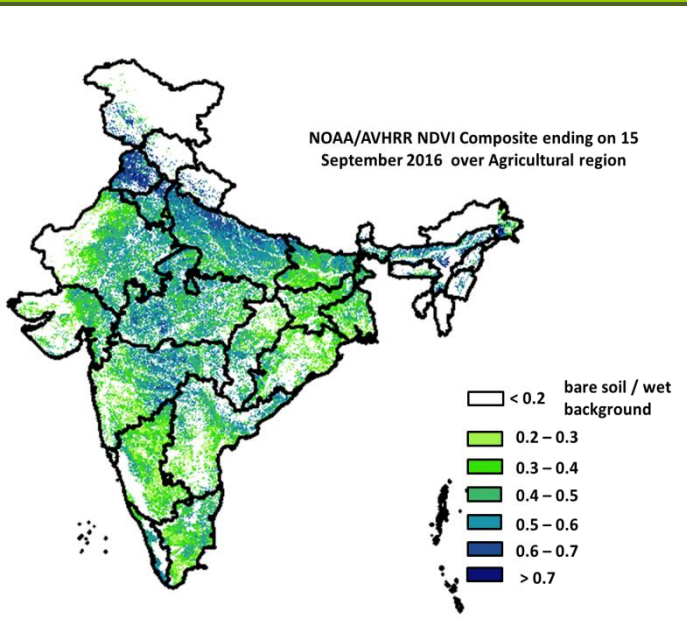 NOAA/AVHRR NDVI Composite ending on 15
September 2016 over Agricultural region
< 0.2 bare soil / wet
background
0.2 – 0.3
0.3 – 0.4
0.4 – 0.5
0.5 – 0.6
0.6 – 0.7
> 0.7